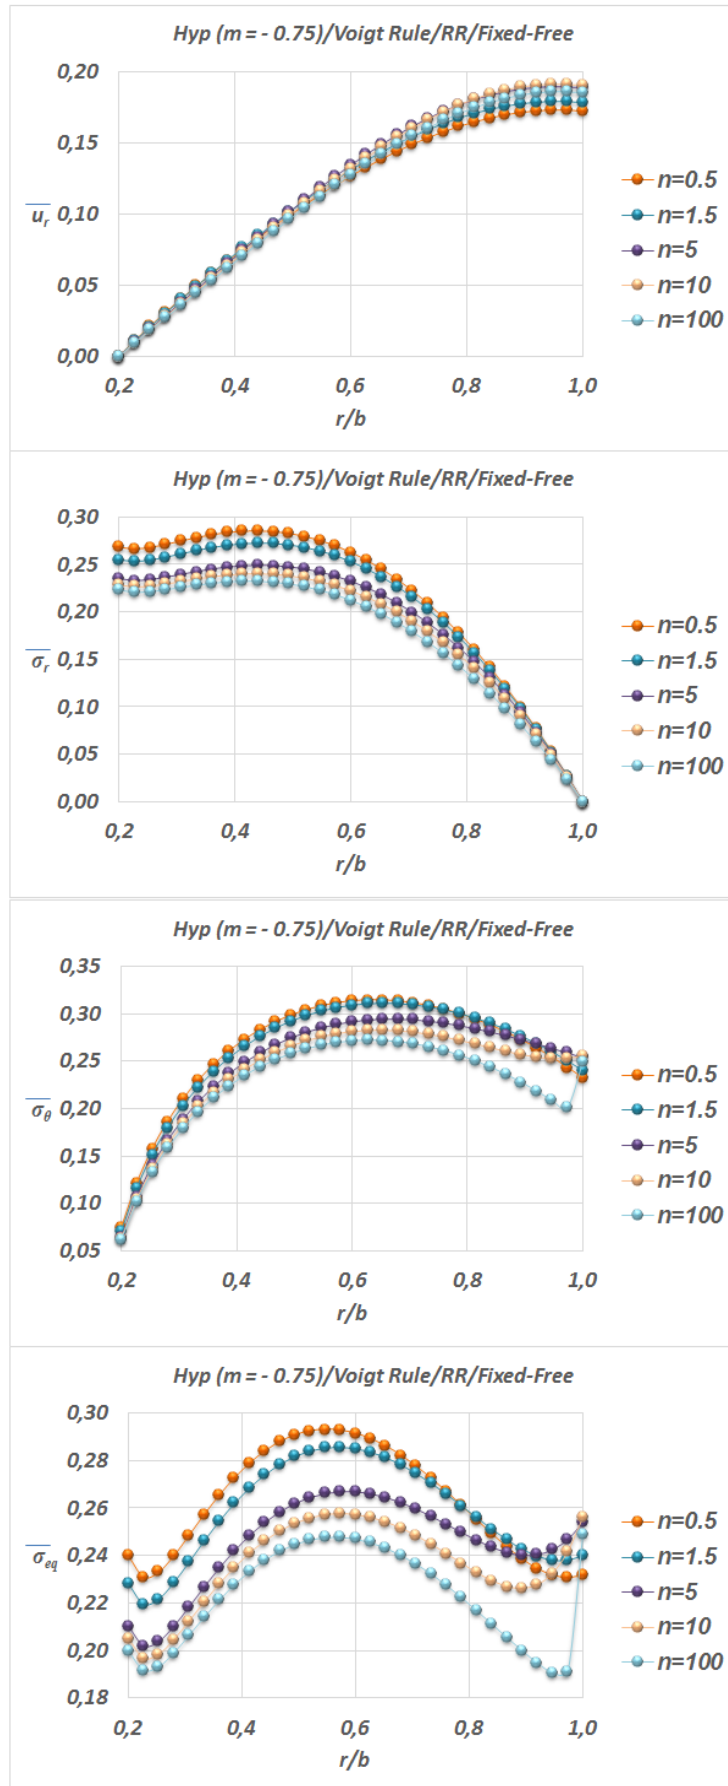 Hyp (m = - 0.75)/Voigt Rule/RR/Fixed-Free
0,20
0,15
0,10
0,05
0,00
u_r
0,2 0,4 0,6 0,8 1,0
r/b
n=0.5
n=1.5
n=5
n=10
n=100
Hyp (m = - 0.75)/Voigt Rule/RR/Fixed-Free
0,30
0,25
0,20
0,15
0,10
0,05
0,00
σ_r
0,2 0,4 0,6 0,8 1,0
r/b
n=0.5
n=1.5
n=5
n=10
n=100
Hyp (m = - 0.75)/Voigt Rule/RR/Fixed-Free
0,35
0,30
0,25
0,20
0,15
0,10
0,05
σ_θ
0,2 0,4 0,6 0,8 1,0
r/b
n=0.5
n=1.5
n=5
n=10
n=100
Hyp (m = - 0.75)/Voigt Rule/RR/Fixed-Free
0,30
0,28
0,26
0,24
0,22
0,20
0,18
σ_eq
0,2 0,4 0,6 0,8 1,0
r/b
n=0.5
n=1.5
n=5
n=10
n=100